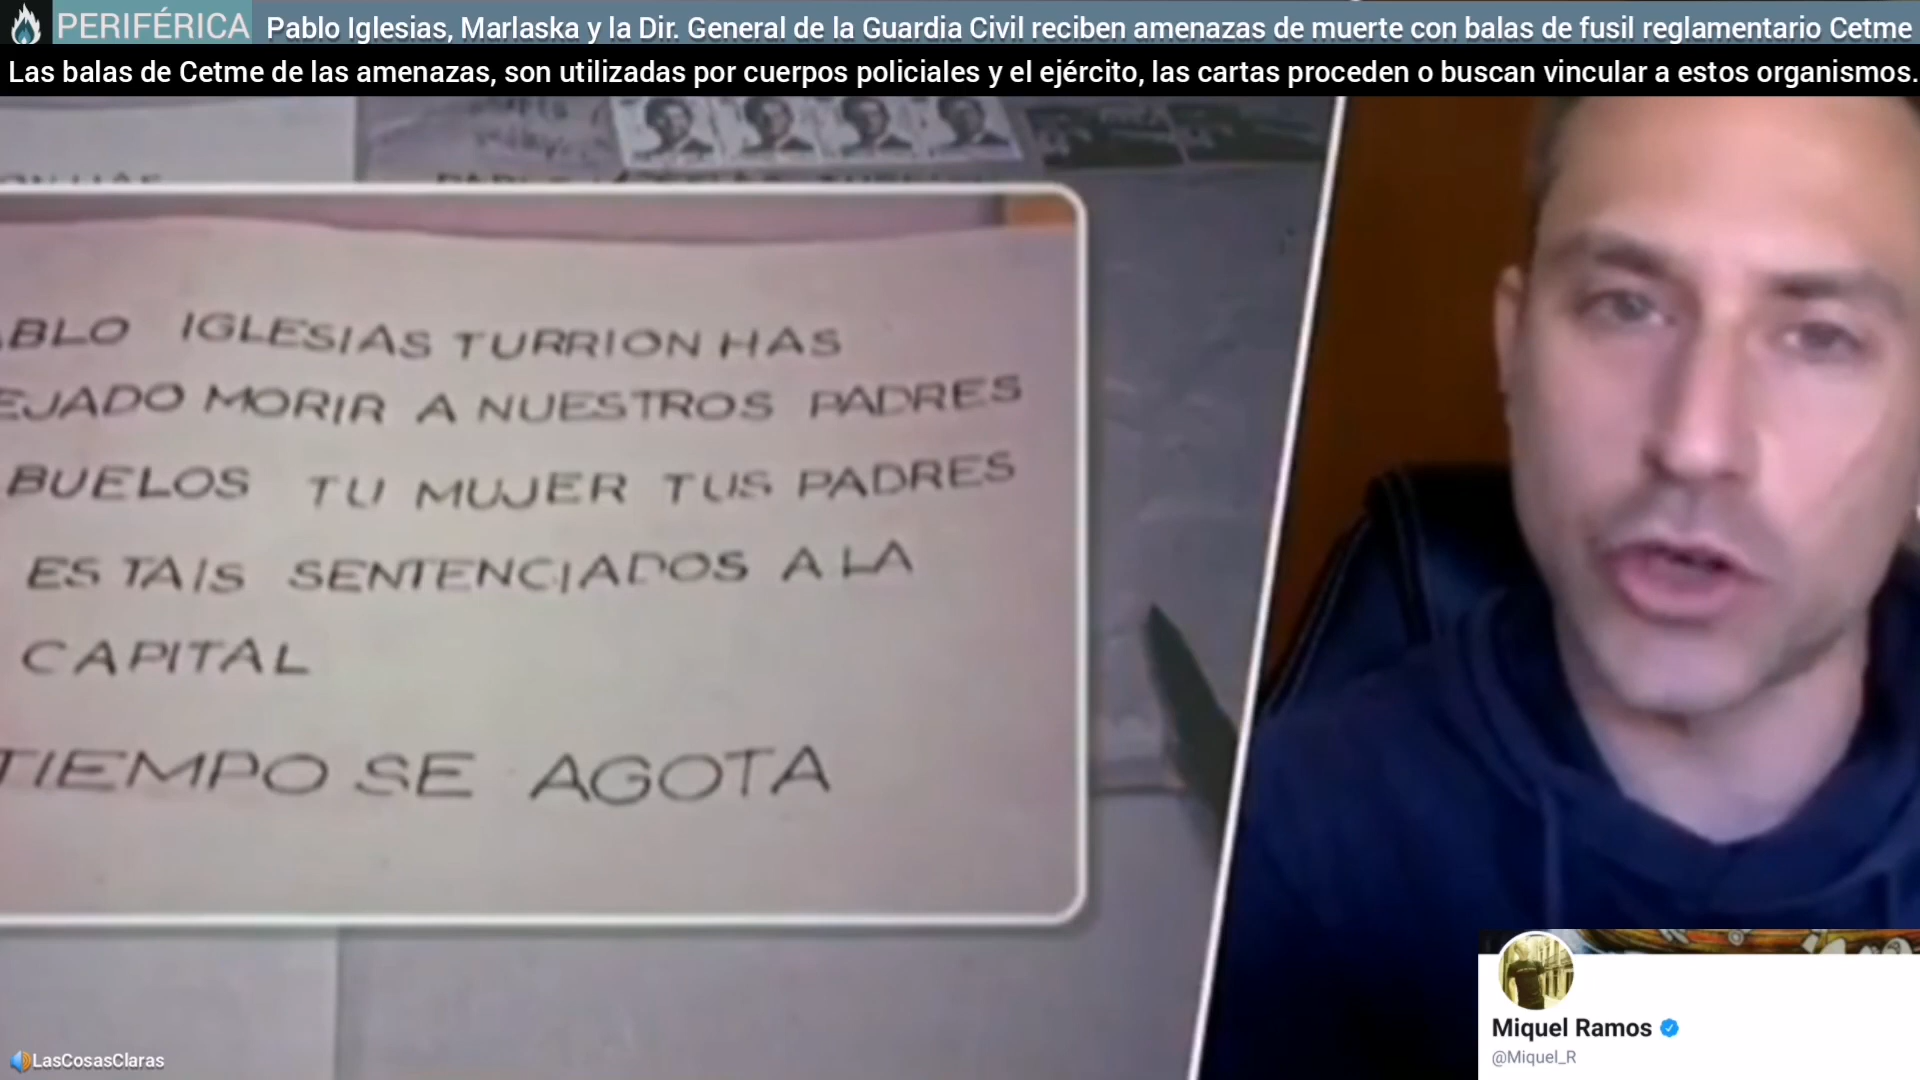 PERIFÉRICA
Pablo Iglesias, Marlaska y la Dir. General de la Guardia Civil reciben amenazas de muerte con balas de fusil reglamentario Cetme
Las balas de Cetme de las amenazas, son utilizadas por cuerpos policiales y el ejército, las cartas proceden o buscan vincular a estos organismos.
ABLO IGLESIAS TURRION HAS
EJADO MORIR A NUESTROS PADRES
BUELOS TU MUJER TUS PADRES
ESTAIS SENTENCIADOS A LA
CAPITAL
TIEMPO SE AGOTA
Miquel Ramos
@Miquel_R
LasCosasClaras